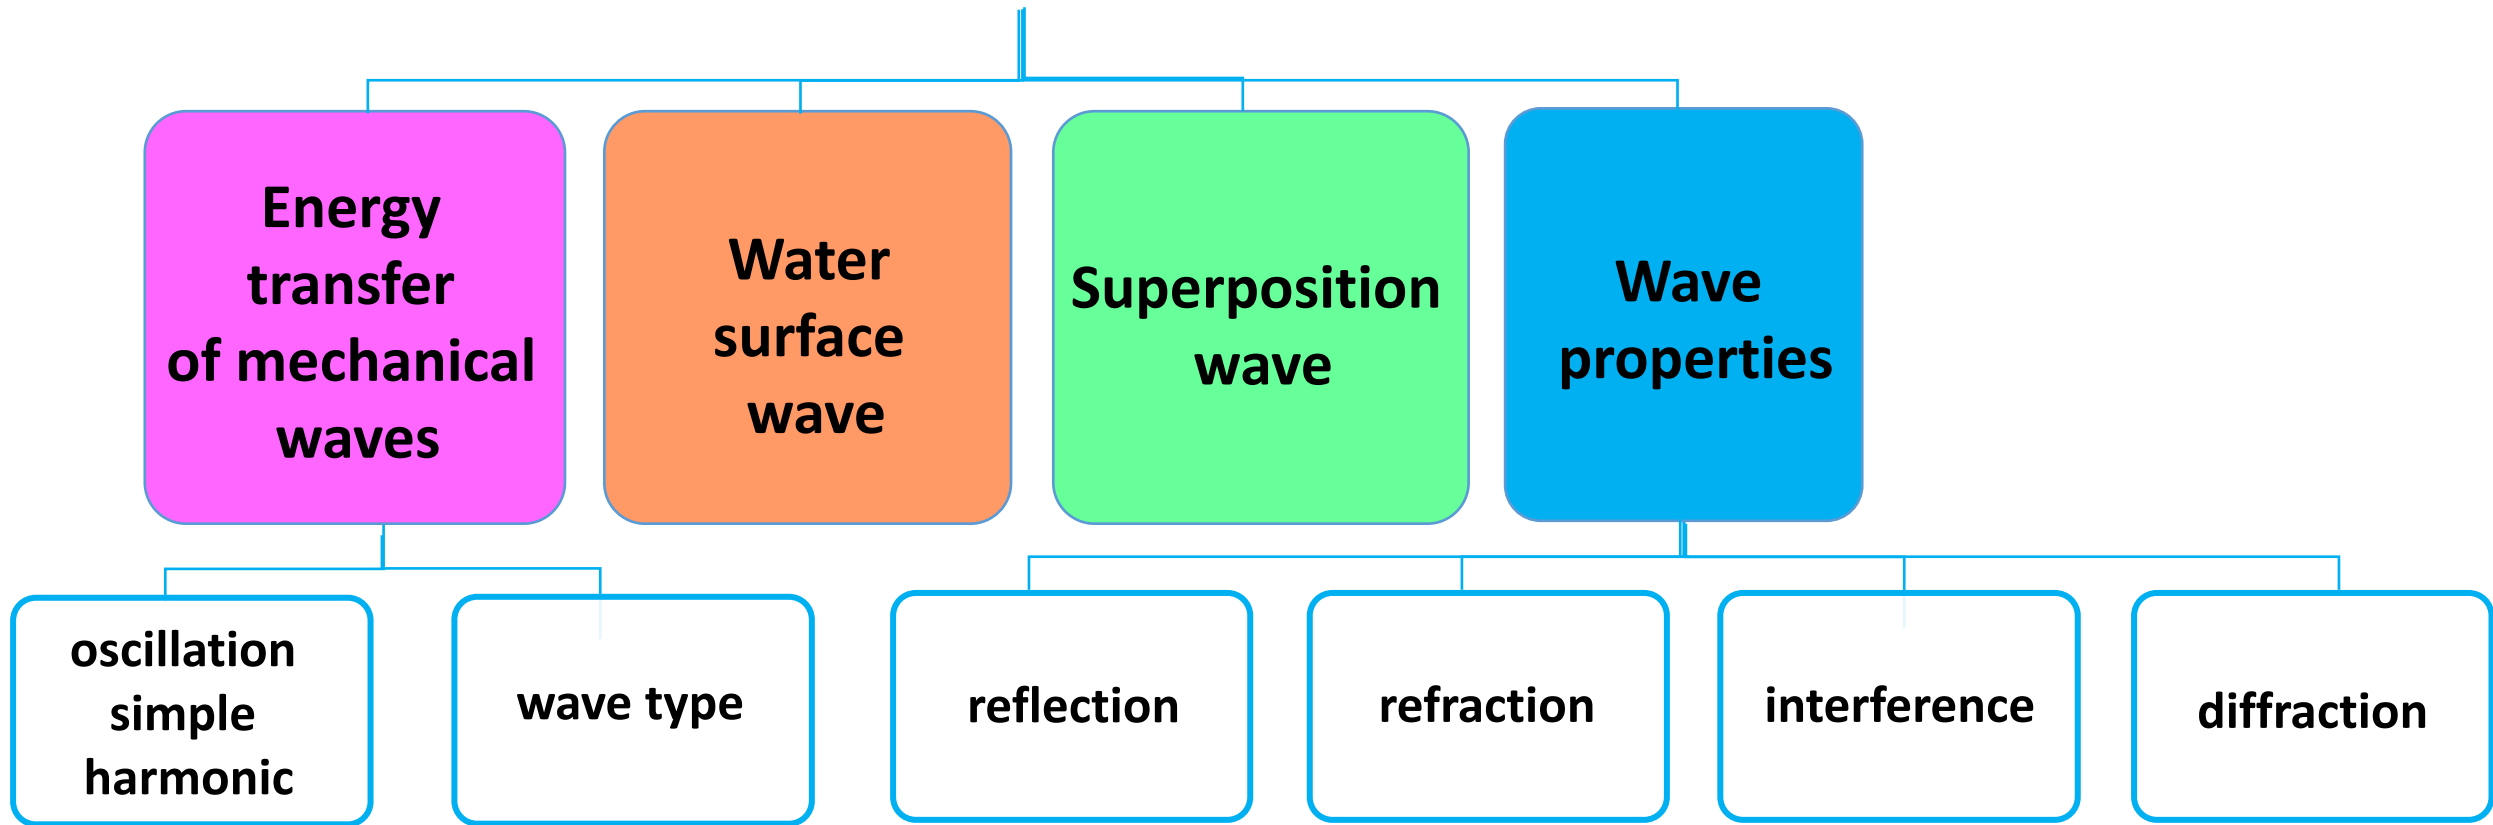 Energy
transfer
of mechanical
waves
Water
surface
wave
Superposition
wave
Wave
properties
oscillation
simple
harmonic
wave type
reflection
refraction
interference
diffraction